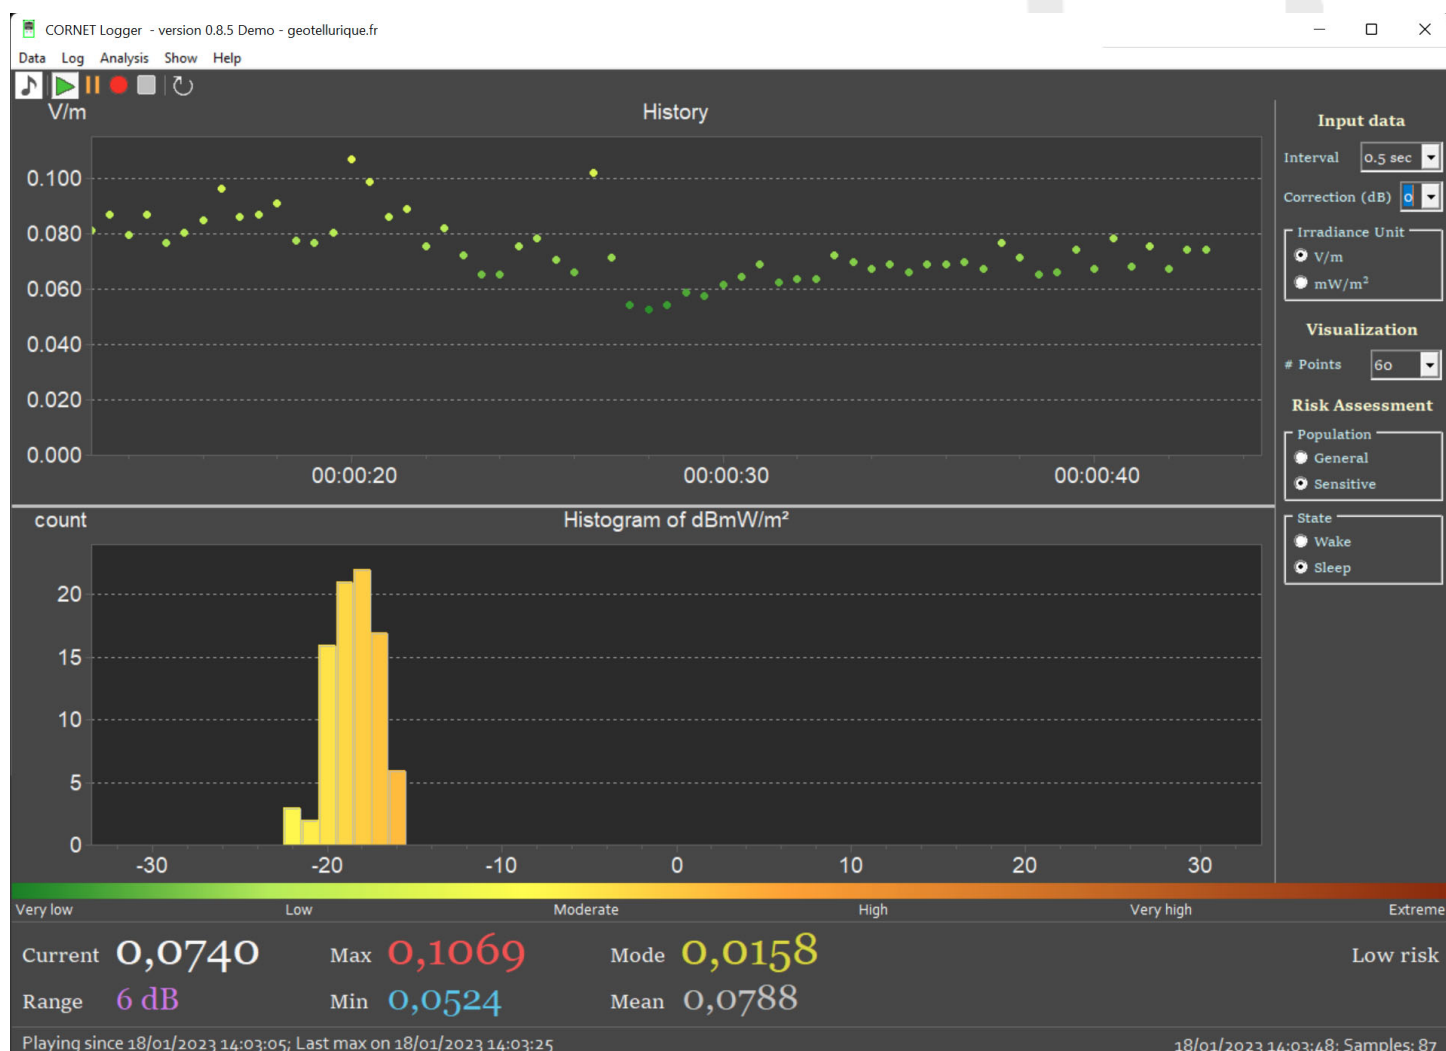 CORNET Logger - version 0.8.5 Demo - geotellurique.fr
Data Log Analysis Show Help
V/m History
0.100
0.080
0.060
0.040
0.020
0.000
00:00:20 00:00:30 00:00:40
count Histogram of dBmW/m²
20
15
10
5
0
-30 -20 -10 0 10 20 30
Input data
Interval 0.5 sec
Correction (dB) 0
Irradiance Unit
V/m
mW/m²
Visualization
# Points 60
Risk Assessment
Population
General
Sensitive
State
Wake
Sleep
Very low Low Moderate High Very high Extreme
Current 0,0740 Max 0,1069 Mode 0,0158 Low risk
Range 6 dB Min 0,0524 Mean 0,0788
Playing since 18/01/2023 14:03:05; Last max on 18/01/2023 14:03:25 18/01/2023 14:03:48; Samples: 87